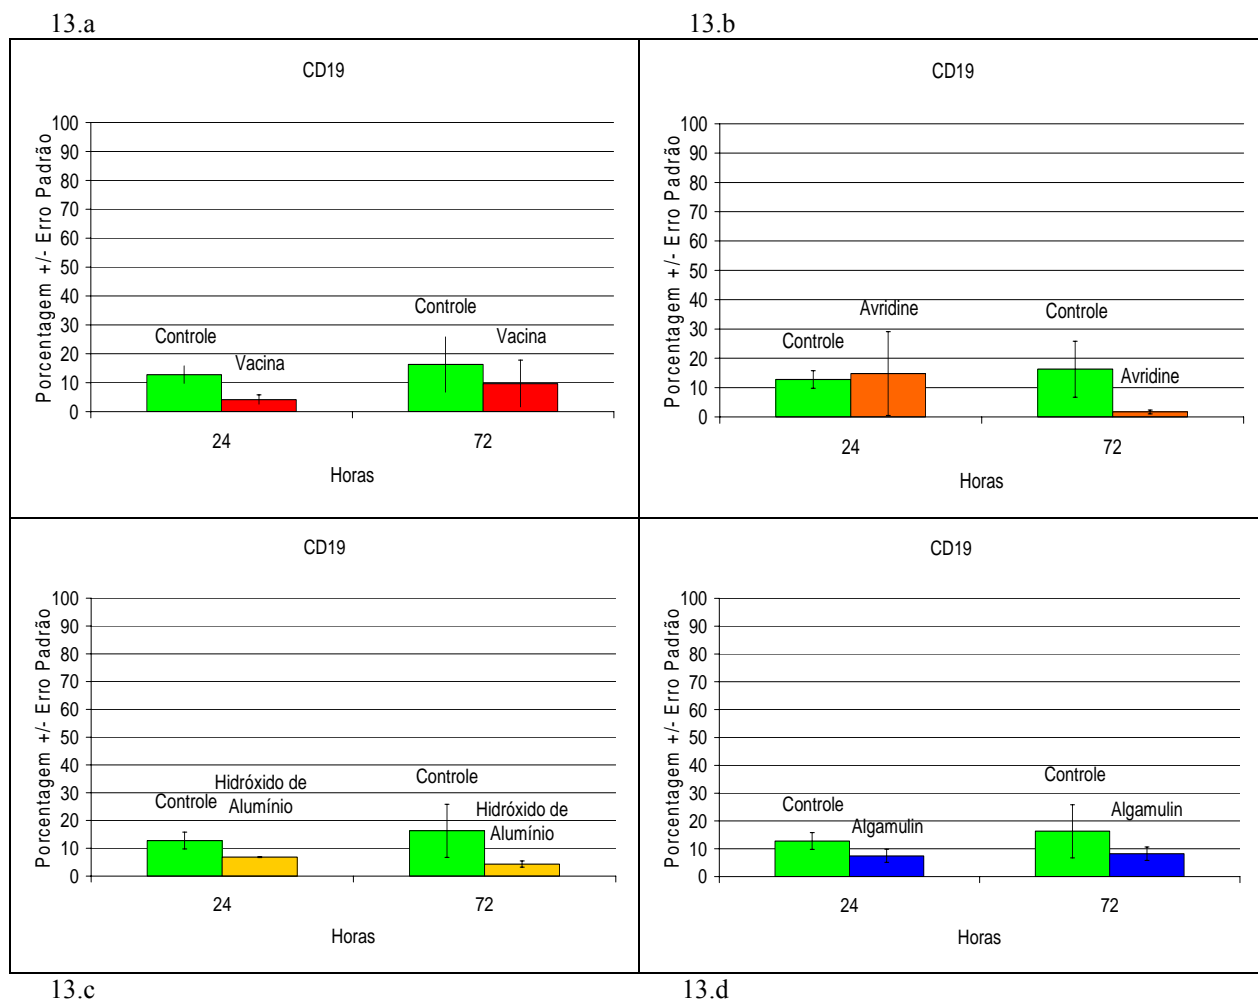 13.a
13.b
CD19
Porcentagem +/- Erro Padrão
100
90
80
70
60
50
40
30
20
10
0
Controle
Vacina
Controle
Vacina
24
72
Horas
CD19
Porcentagem +/- Erro Padrão
100
90
80
70
60
50
40
30
20
10
0
Controle
Avridine
Controle
Avridine
24
72
Horas
CD19
Porcentagem +/- Erro Padrão
100
90
80
70
60
50
40
30
20
10
0
Controle
Hidróxido de
Alumínio
Controle
Hidróxido de
Alumínio
24
72
Horas
CD19
Porcentagem +/- Erro Padrão
100
90
80
70
60
50
40
30
20
10
0
Controle
Algamulin
Controle
Algamulin
24
72
Horas
13.c
13.d